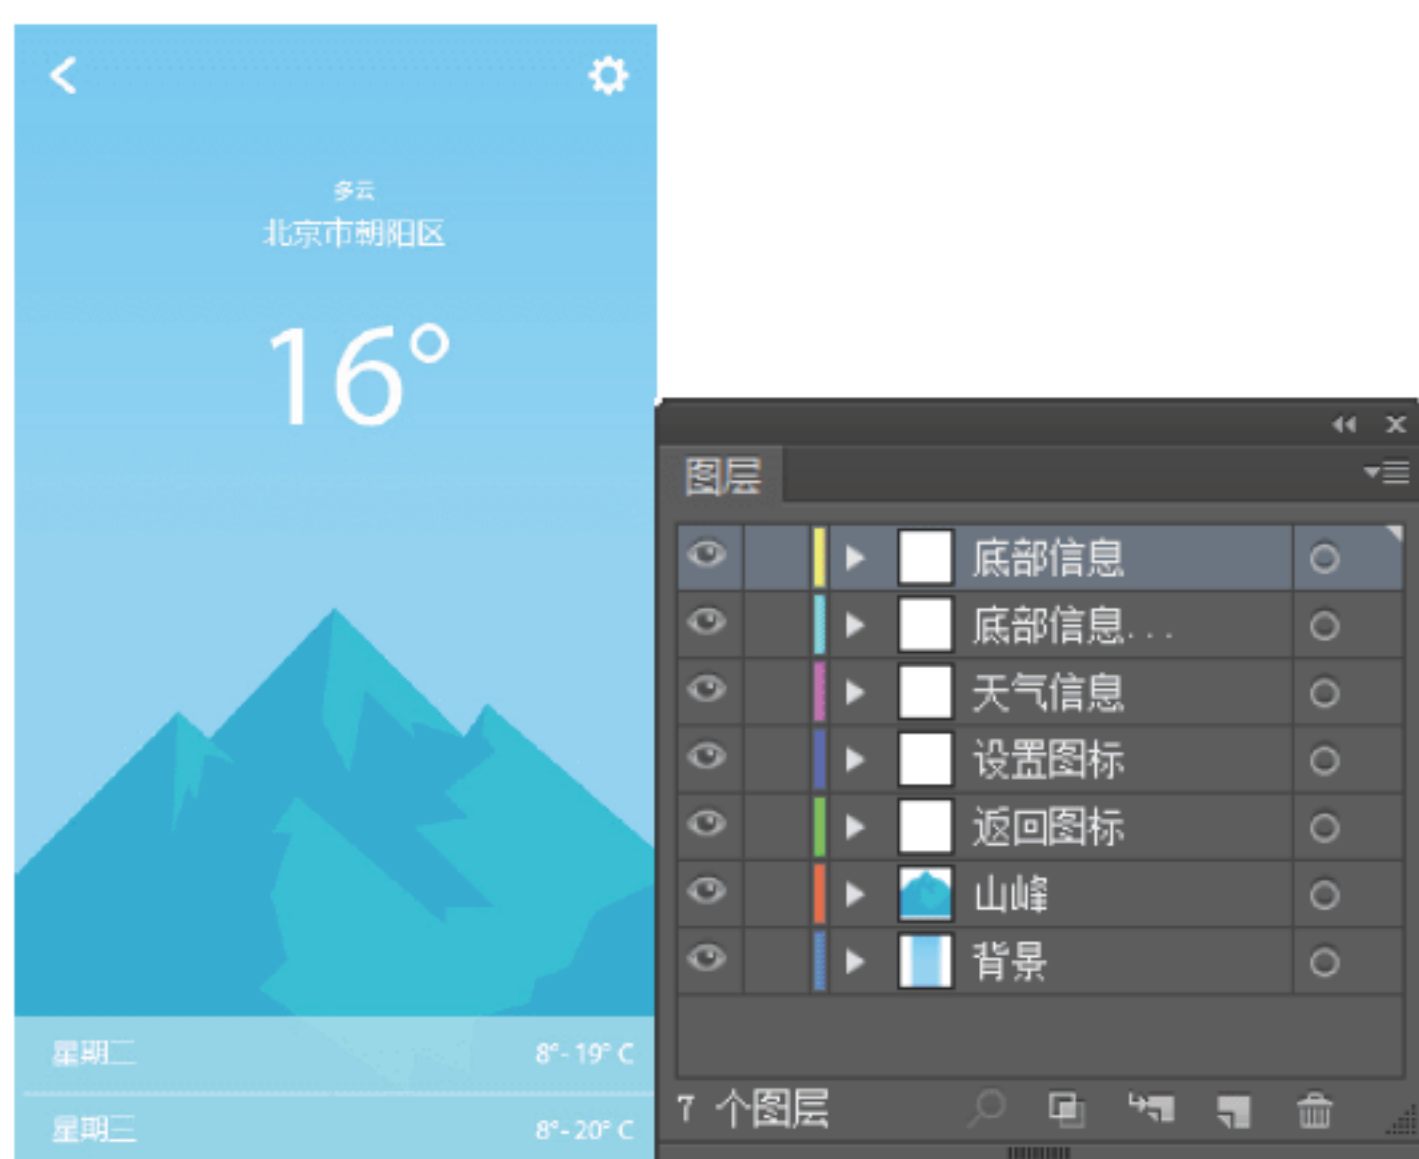 多云
北京市朝阳区
16°
星期二
8°-19° C
星期三
8°-20° C
图层
底部信息
底部信息...
天气信息
设置图标
返回图标
山峰
背景
7 个图层